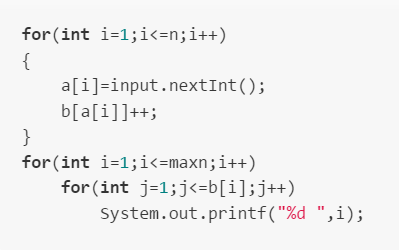 for(int i=1;i<=n;i++)
{
    a[i]=input.nextInt();
    b[a[i]]++;
}
for(int i=1;i<=maxn;i++)
    for(int j=1;j<=b[i];j++)
        System.out.printf("%d ",i);